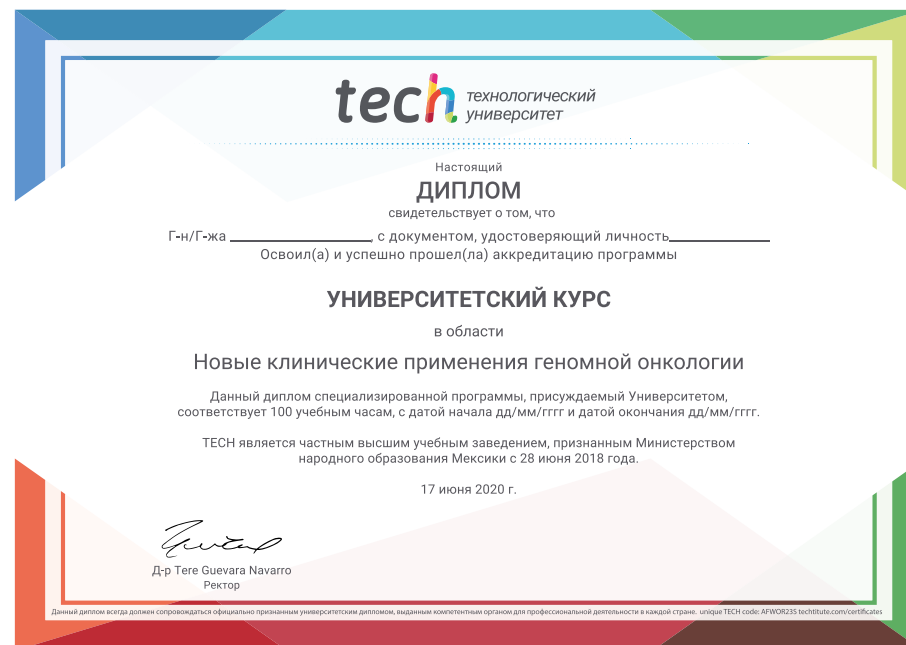 tech технологический
университет
Настоящий
ДИПЛОМ
свидетельствует о том, что
Г-н/Г-жа ____________________, с документом, удостоверяющий личность______________
Освоил(а) и успешно прошел(ла) аккредитацию программы
УНИВЕРСИТЕТСКИЙ КУРС
в области
Новые клинические применения геномной онкологии
Данный диплом специализированной программы, присуждаемый Университетом,
соответствует 100 учебным часам, с датой начала дд/мм/гггг и датой окончания дд/мм/гггг.
TECH является частным высшим учебным заведением, признанным Министерством
народного образования Мексики с 28 июня 2018 года.
17 июня 2020 г.
Д-р Tere Guevara Navarro
Ректор
Данный диплом всегда должен сопровождаться официально признанным университетским дипломом, выданным компетентным органом для профессиональной деятельности в каждой стране. unique TECH code: AFWOR23S techtitute.com/certificates